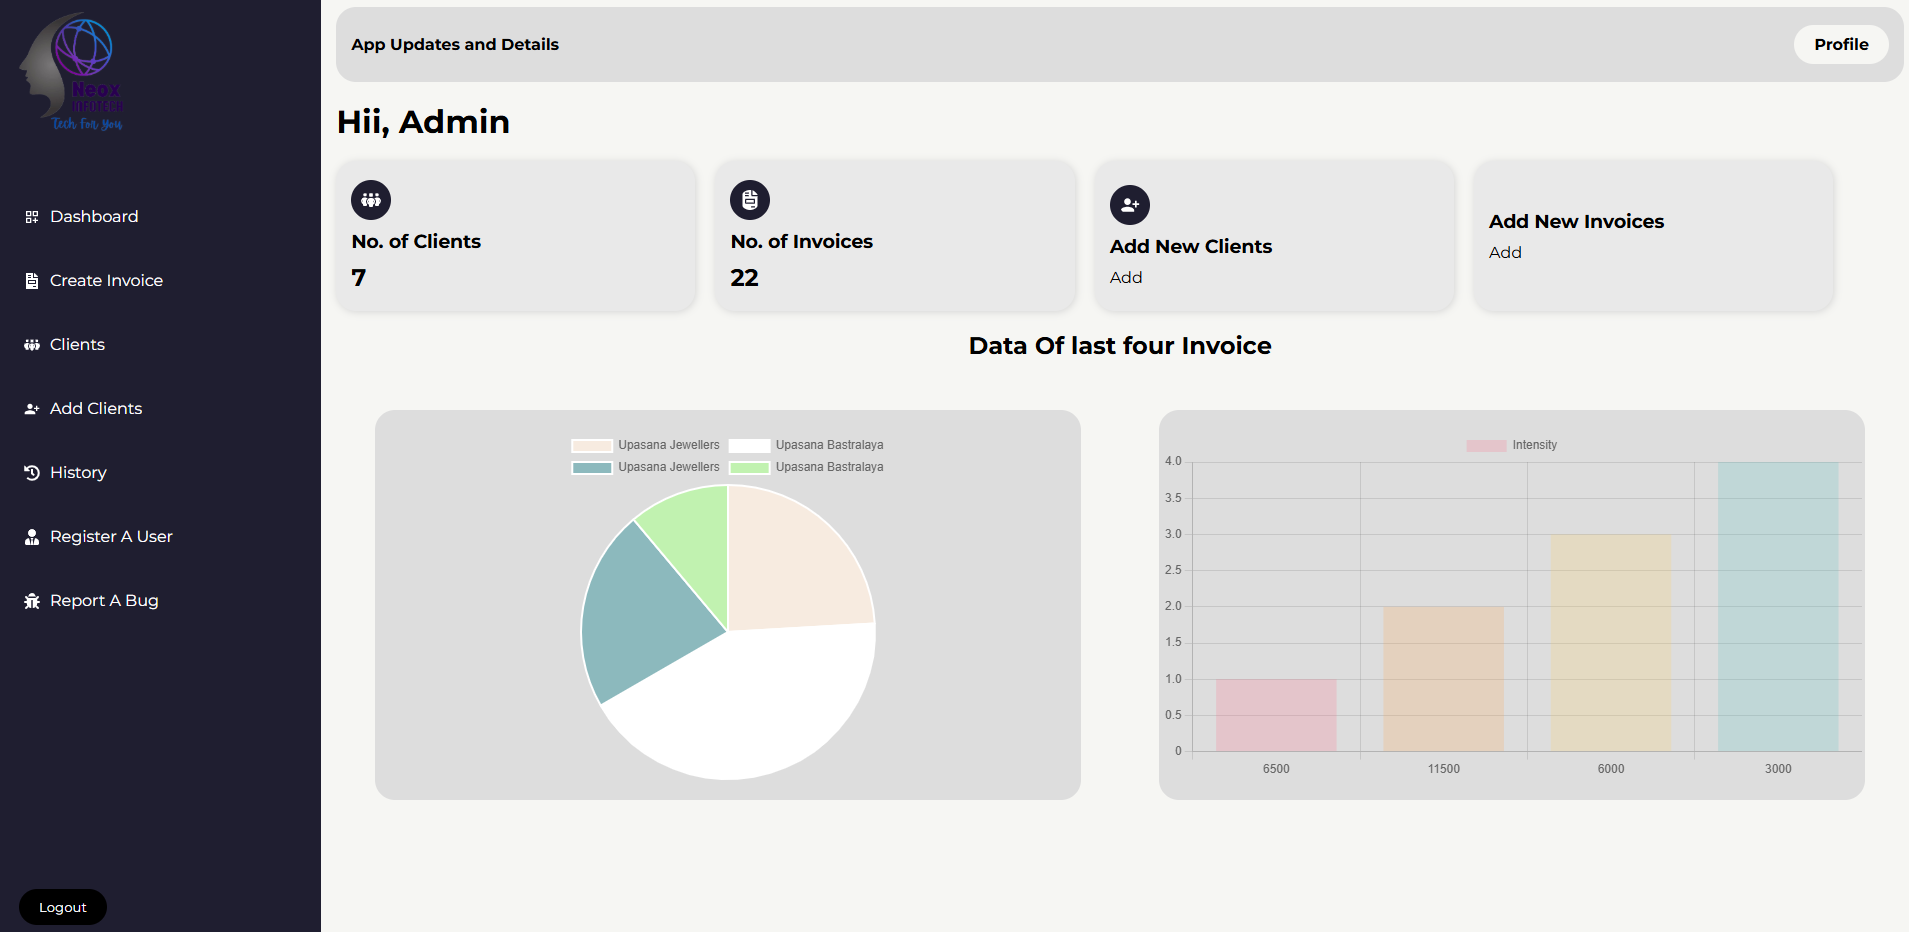 Neox
INFOTECH
Tech For You
Dashboard
Create Invoice
Clients
Add Clients
History
Register A User
Report A Bug
Logout
App Updates and Details
Profile
Hii, Admin
No. of Clients
7
No. of Invoices
22
Add New Clients
Add
Add New Invoices
Add
Data Of last four Invoice
Upasana Jewellers
Upasana Bastralaya
Upasana Jewellers
Upasana Bastralaya
Intensity
4.0
3.5
3.0
2.5
2.0
1.5
1.0
0.5
0
6500
11500
6000
3000